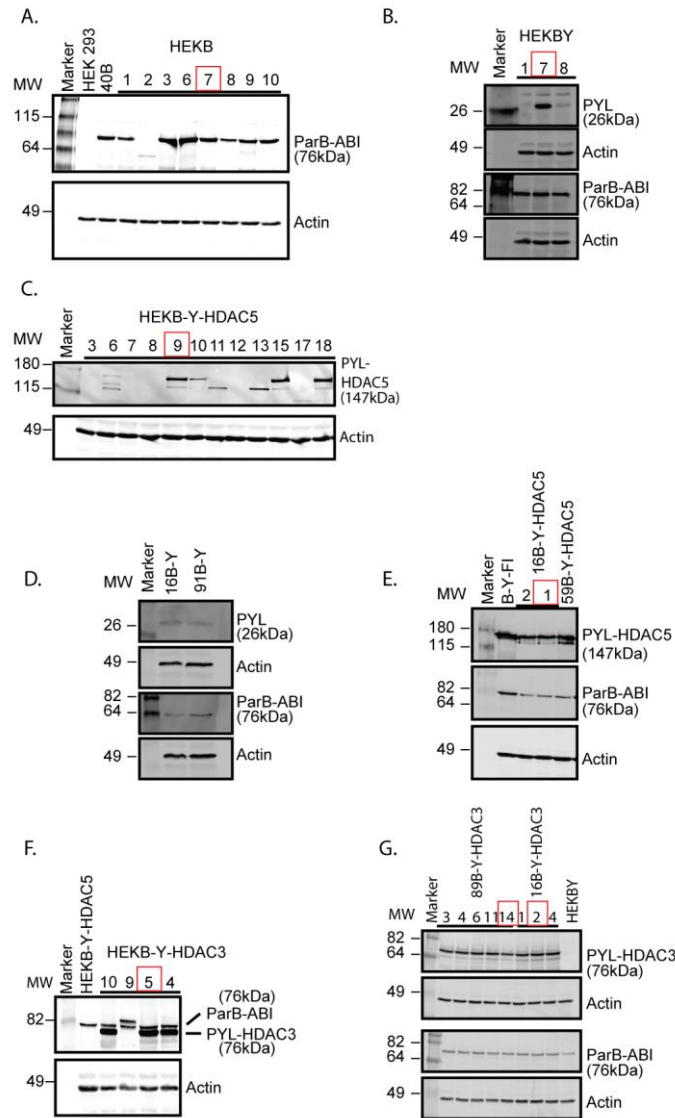 A.
HEKB
Marker
HEK 293
40B
1 2 3 6 7 8 9 10
MW
115
64
ParB-ABI
(76kDa)
49
Actin
B.
HEKBY
Marker
1 7 8
MW
26
PYL
(26kDa)
49
Actin
82
64
ParB-ABI
(76kDa)
49
Actin
C.
HEKB-Y-HDAC5
Marker
MW
3 6 7 8 9 10 11 12 13 15 17 18
180
115
PYL-
HDAC5
(147kDa)
49
Actin
D.
Marker
16B-Y
91B-Y
MW
26
PYL
(26kDa)
49
Actin
82
64
ParB-ABI
(76kDa)
49
Actin
E.
Marker
B-Y-FI
16B-Y-HDAC5
2 1
59B-Y-HDAC5
MW
180
115
PYL-HDAC5
(147kDa)
82
64
ParB-ABI
(76kDa)
49
Actin
F.
Marker
HEKB-Y-HDAC5
HEKB-Y-HDAC3
10 9 5 4
MW
(76kDa)
ParB-ABI
82
PYL-HDAC3
(76kDa)
49
Actin
G.
Marker
89B-Y-HDAC3
16B-Y-HDAC3
HEKBY
3 4 6 11 14 1 2 4
MW
82
64
PYL-HDAC3
(76kDa)
49
Actin
82
64
ParB-ABI
(76kDa)
49
Actin